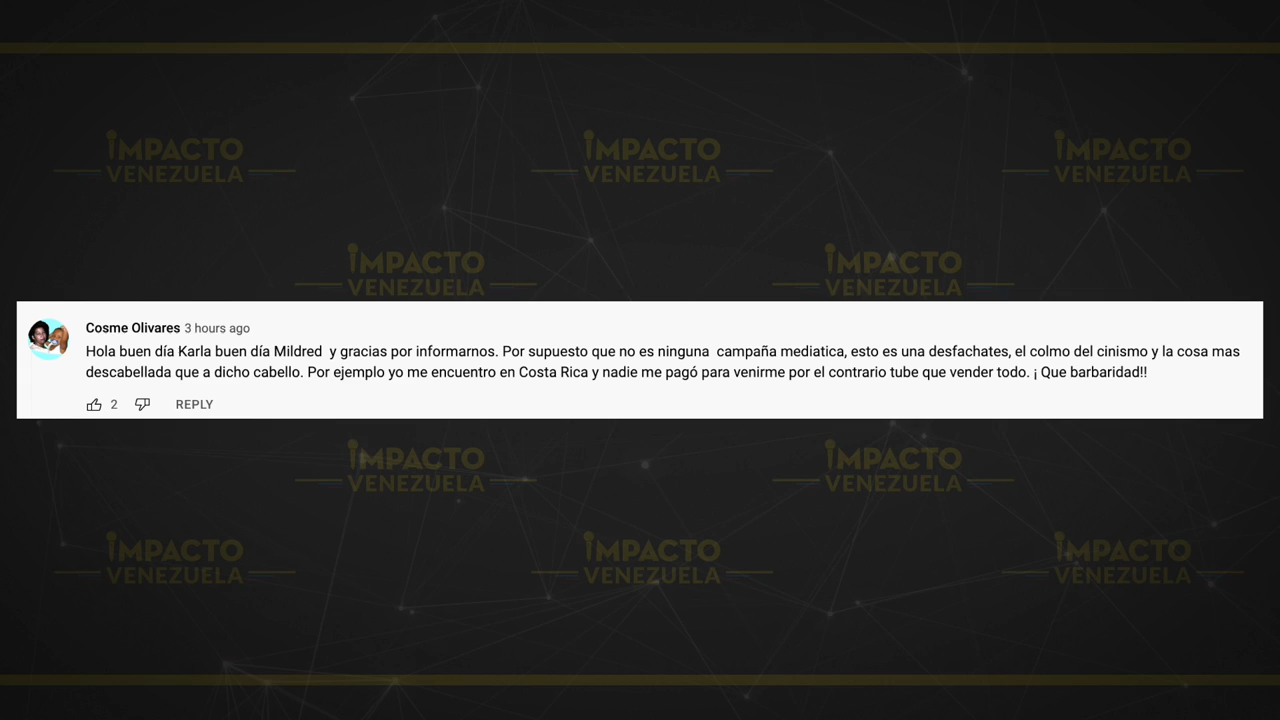 IMPACTO IMPACTO IMPACTO
VENEZUELA VENEZUELA VENEZUELA
IMPACTO IMPACTO
VENEZUELA VENEZUELA
Cosme Olivares 3 hours ago
Hola buen día Karla buen día Mildred y gracias por informarnos. Por supuesto que no es ninguna campaña mediatica, esto es una desfachates, el colmo del cinismo y la cosa mas
descabellada que a dicho cabello. Por ejemplo yo me encuentro en Costa Rica y nadie me pagó para venirme por el contrario tube que vender todo. ¡ Que barbaridad!!
2 REPLY
IMPACTO IMPACTO
VENEZUELA VENEZUELA
IMPACTO IMPACTO IMPACTO
VENEZUELA VENEZUELA VENEZUELA